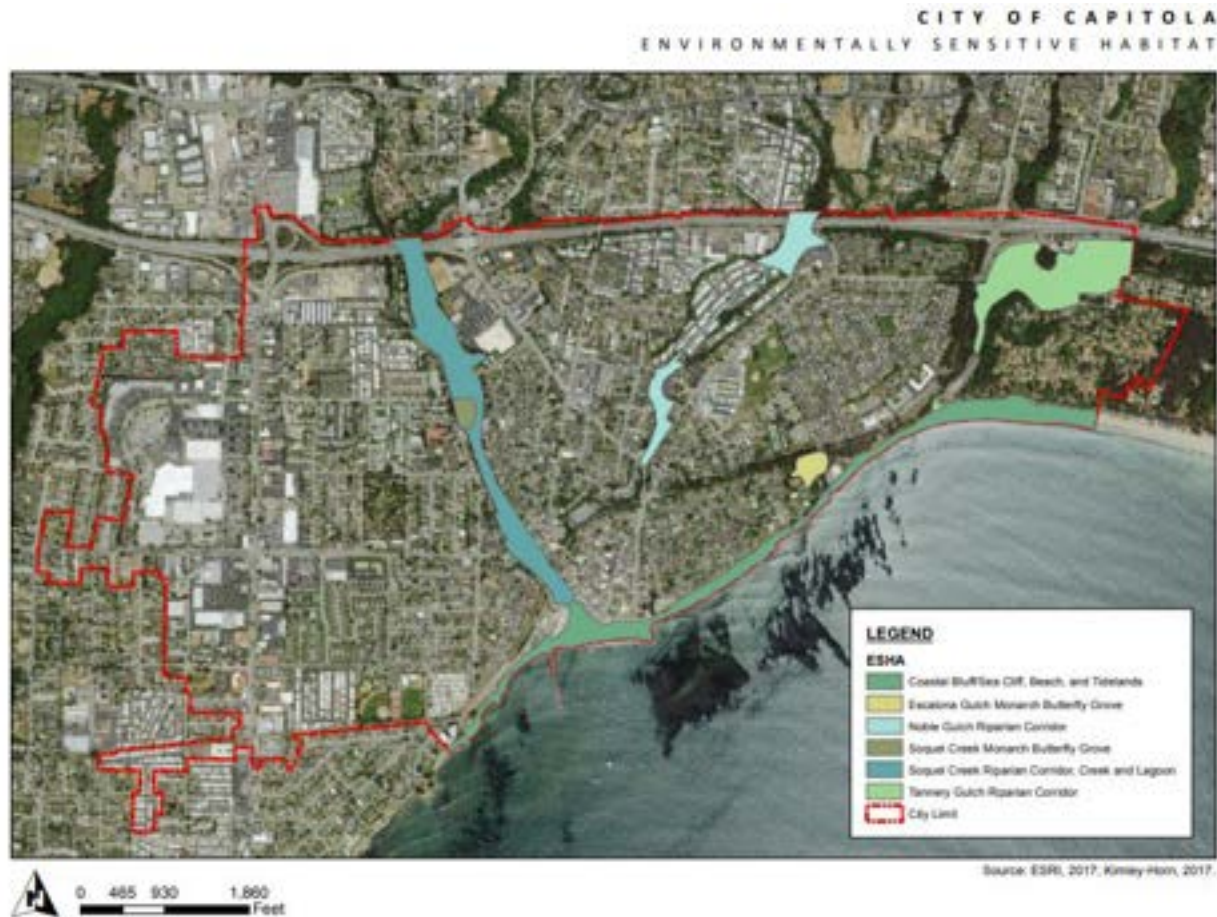 CITY OF CAPITOLA
ENVIRONMENTALLY SENSITIVE HABITAT
LEGEND
ESHA
Coastal Bluff/Sea Cliff, Beach, and Tidelands
Escalona Gulch Monarch Butterfly Grove
Noble Gulch Riparian Corridor
Soquel Creek Monarch Butterfly Grove
Soquel Creek Riparian Corridor, Creek and Lagoon
Tannery Gulch Riparian Corridor
City Limit
Source: ESRI, 2017; Kimley-Horn, 2017.
0 465 930 1,860
Feet